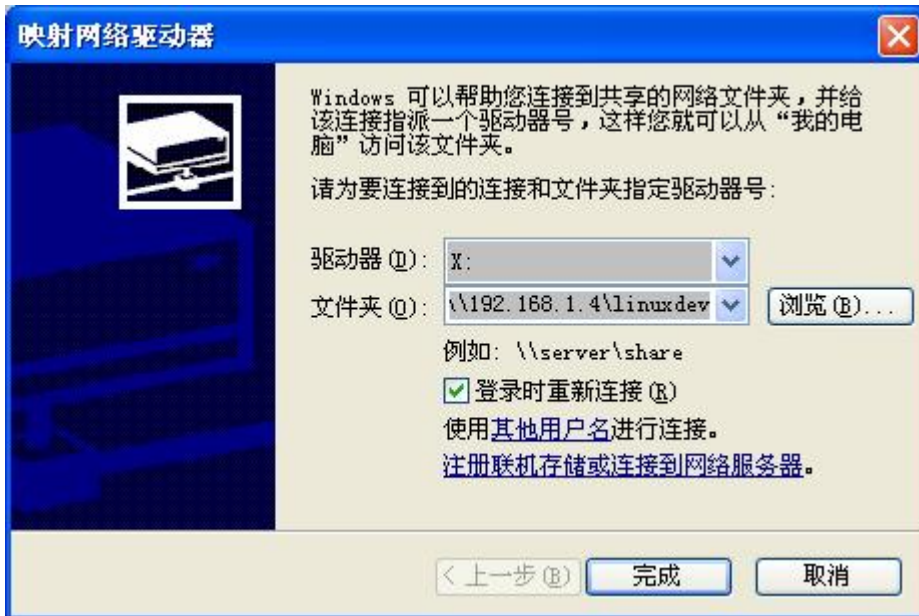 映射网络驱动器
Windows 可以帮助您连接到共享的网络文件夹，并给
该连接指派一个驱动器号，这样您就可以从“我的电
脑”访问该文件夹。
请为要连接到的连接和文件夹指定驱动器号:
驱动器(D): X:
文件夹(O): \\192.168.1.4\linuxdev 浏览(B)...
例如: \\server\share
登录时重新连接(R)
使用其他用户名进行连接。
注册联机存储或连接到网络服务器。
< 上一步(B) 完成 取消